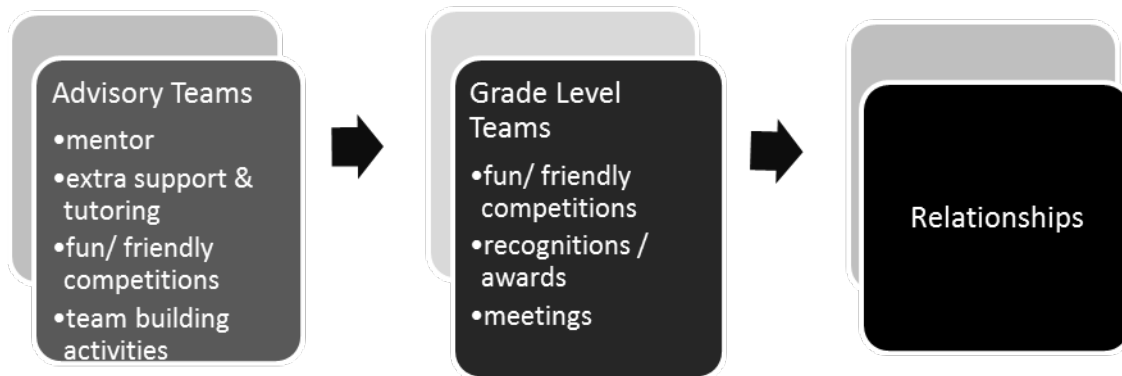 Advisory Teams
•mentor
•extra support &
tutoring
•fun/ friendly
competitions
•team building
activities
Grade Level
Teams
•fun/ friendly
competitions
•recognitions /
awards
•meetings
Relationships